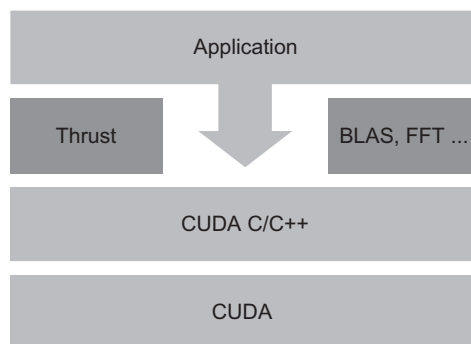 Application
Thrust
BLAS, FFT ...
CUDA C/C++
CUDA